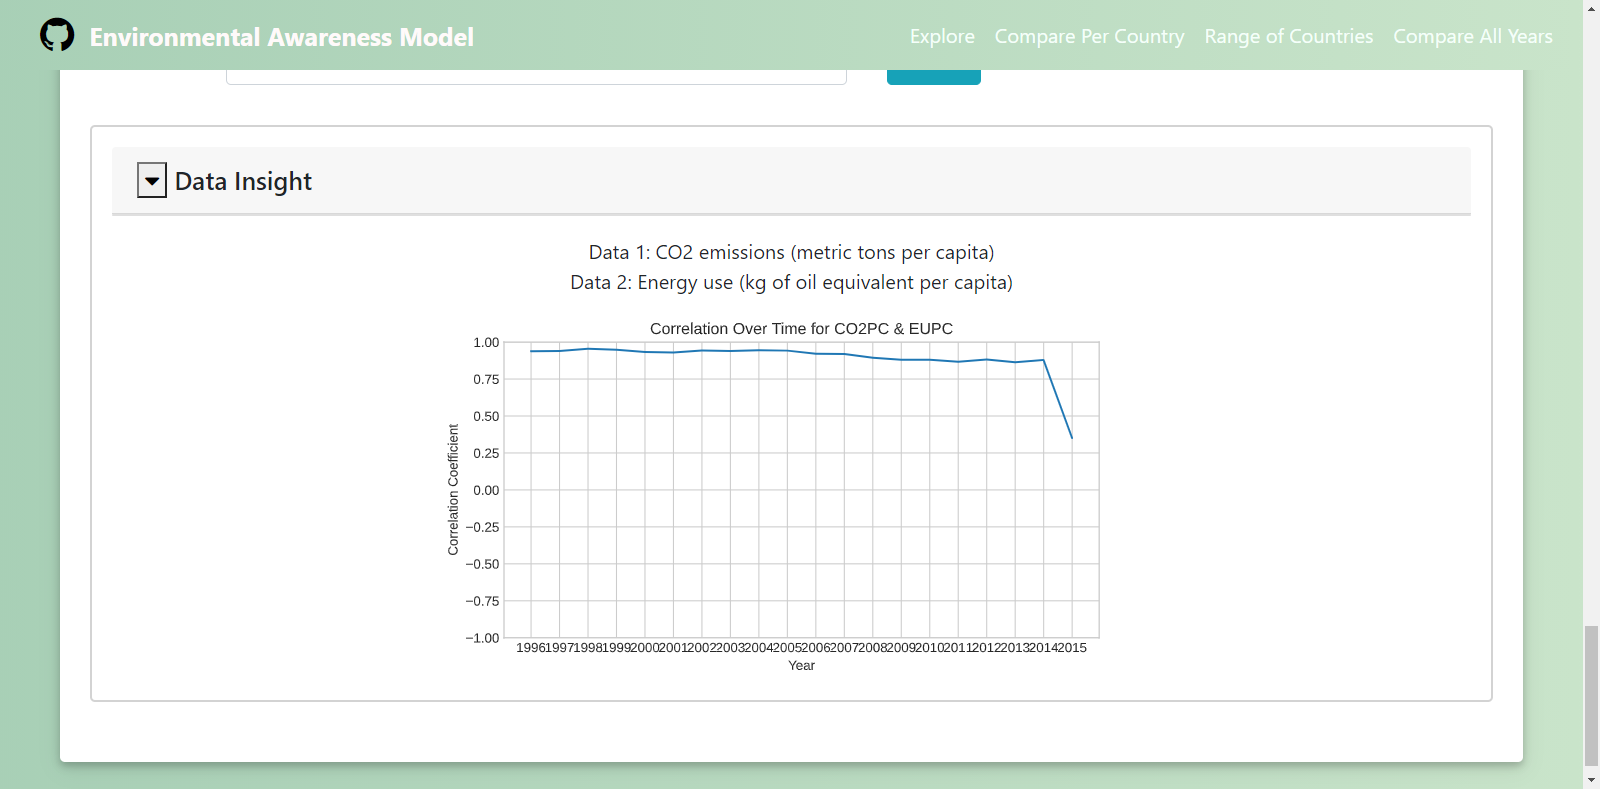 Environmental Awareness Model
Explore Compare Per Country Range of Countries Compare All Years
Data Insight
Data 1: CO2 emissions (metric tons per capita)
Data 2: Energy use (kg of oil equivalent per capita)
Correlation Over Time for CO2PC & EUPC
1.00
0.75
0.50
0.25
0.00
−0.25
−0.50
−0.75
−1.00
Correlation Coefficient
1996 1997 1998 1999 2000 2001 2002 2003 2004 2005 2006 2007 2008 2009 2010 2011 2012 2013 2014 2015
Year